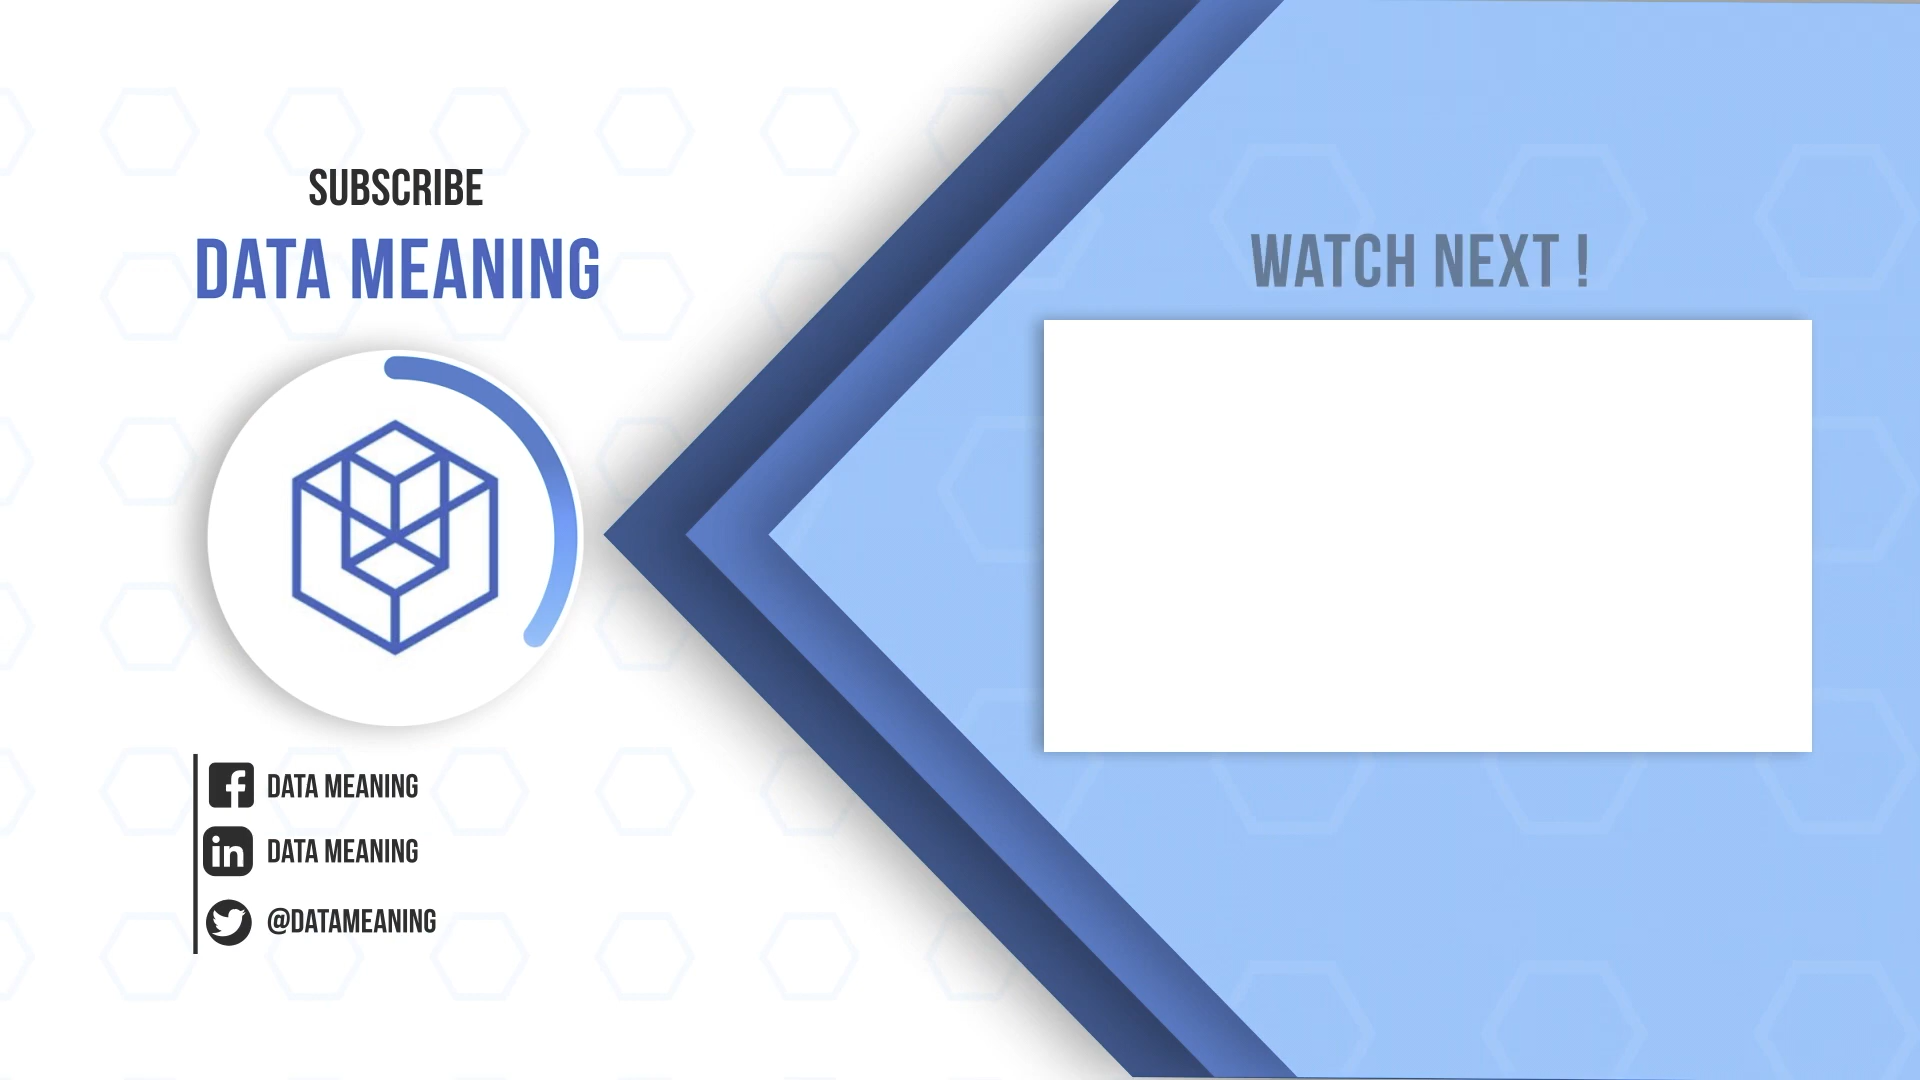 SUBSCRIBE
DATA MEANING
DATA MEANING
DATA MEANING
@DATAMEANING
WATCH NEXT !